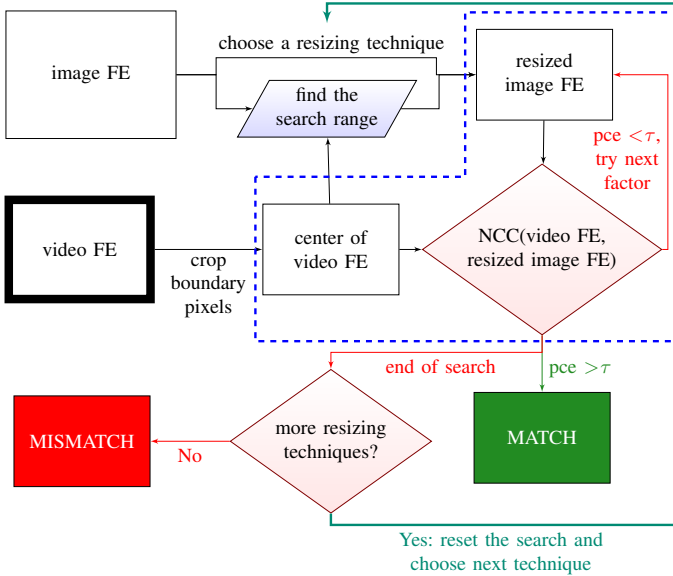 choose a resizing technique
image FE
find the
search range
resized
image FE
pce <τ,
try next
factor
video FE
crop
boundary
pixels
center of
video FE
NCC(video FE,
resized image FE)
end of search
pce >τ
MISMATCH
No
more resizing
techniques?
MATCH
Yes: reset the search and
choose next technique